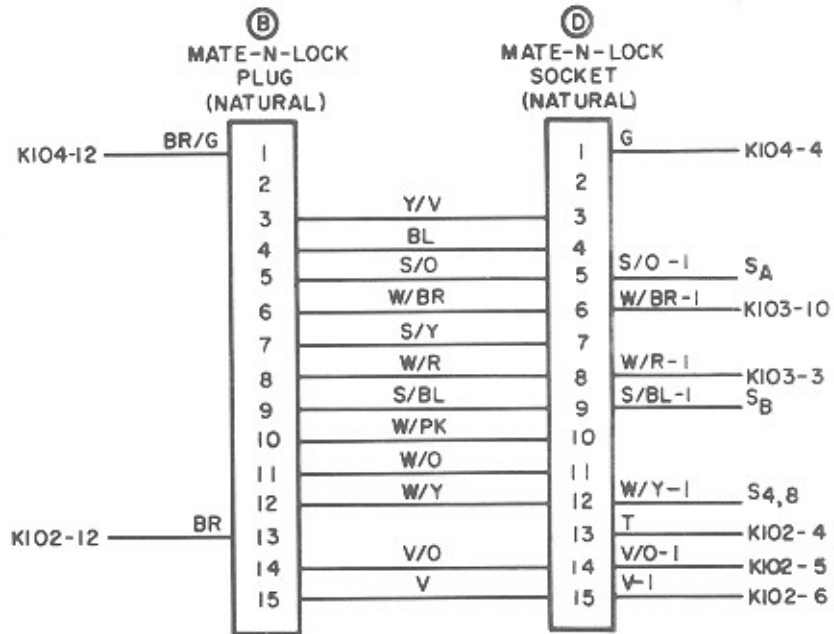 B D
MATE-N-LOCK MATE-N-LOCK
PLUG SOCKET
(NATURAL) (NATURAL)
K104-12 BR/G 1 1 G K104-4
2 2
3 Y/V 3
4 BL 4
5 S/O 5 S/O-1 SA
6 W/BR 6 W/BR-1 K103-10
7 S/Y 7
8 W/R 8 W/R-1 K103-3
9 S/BL 9 S/BL-1 SB
10 W/PK 10
11 W/O 11
12 W/Y 12 W/Y-1 S4,8
K102-12 BR 13 13 T K102-4
14 V/O 14 V/O-1 K102-5
15 V 15 V-1 K102-6